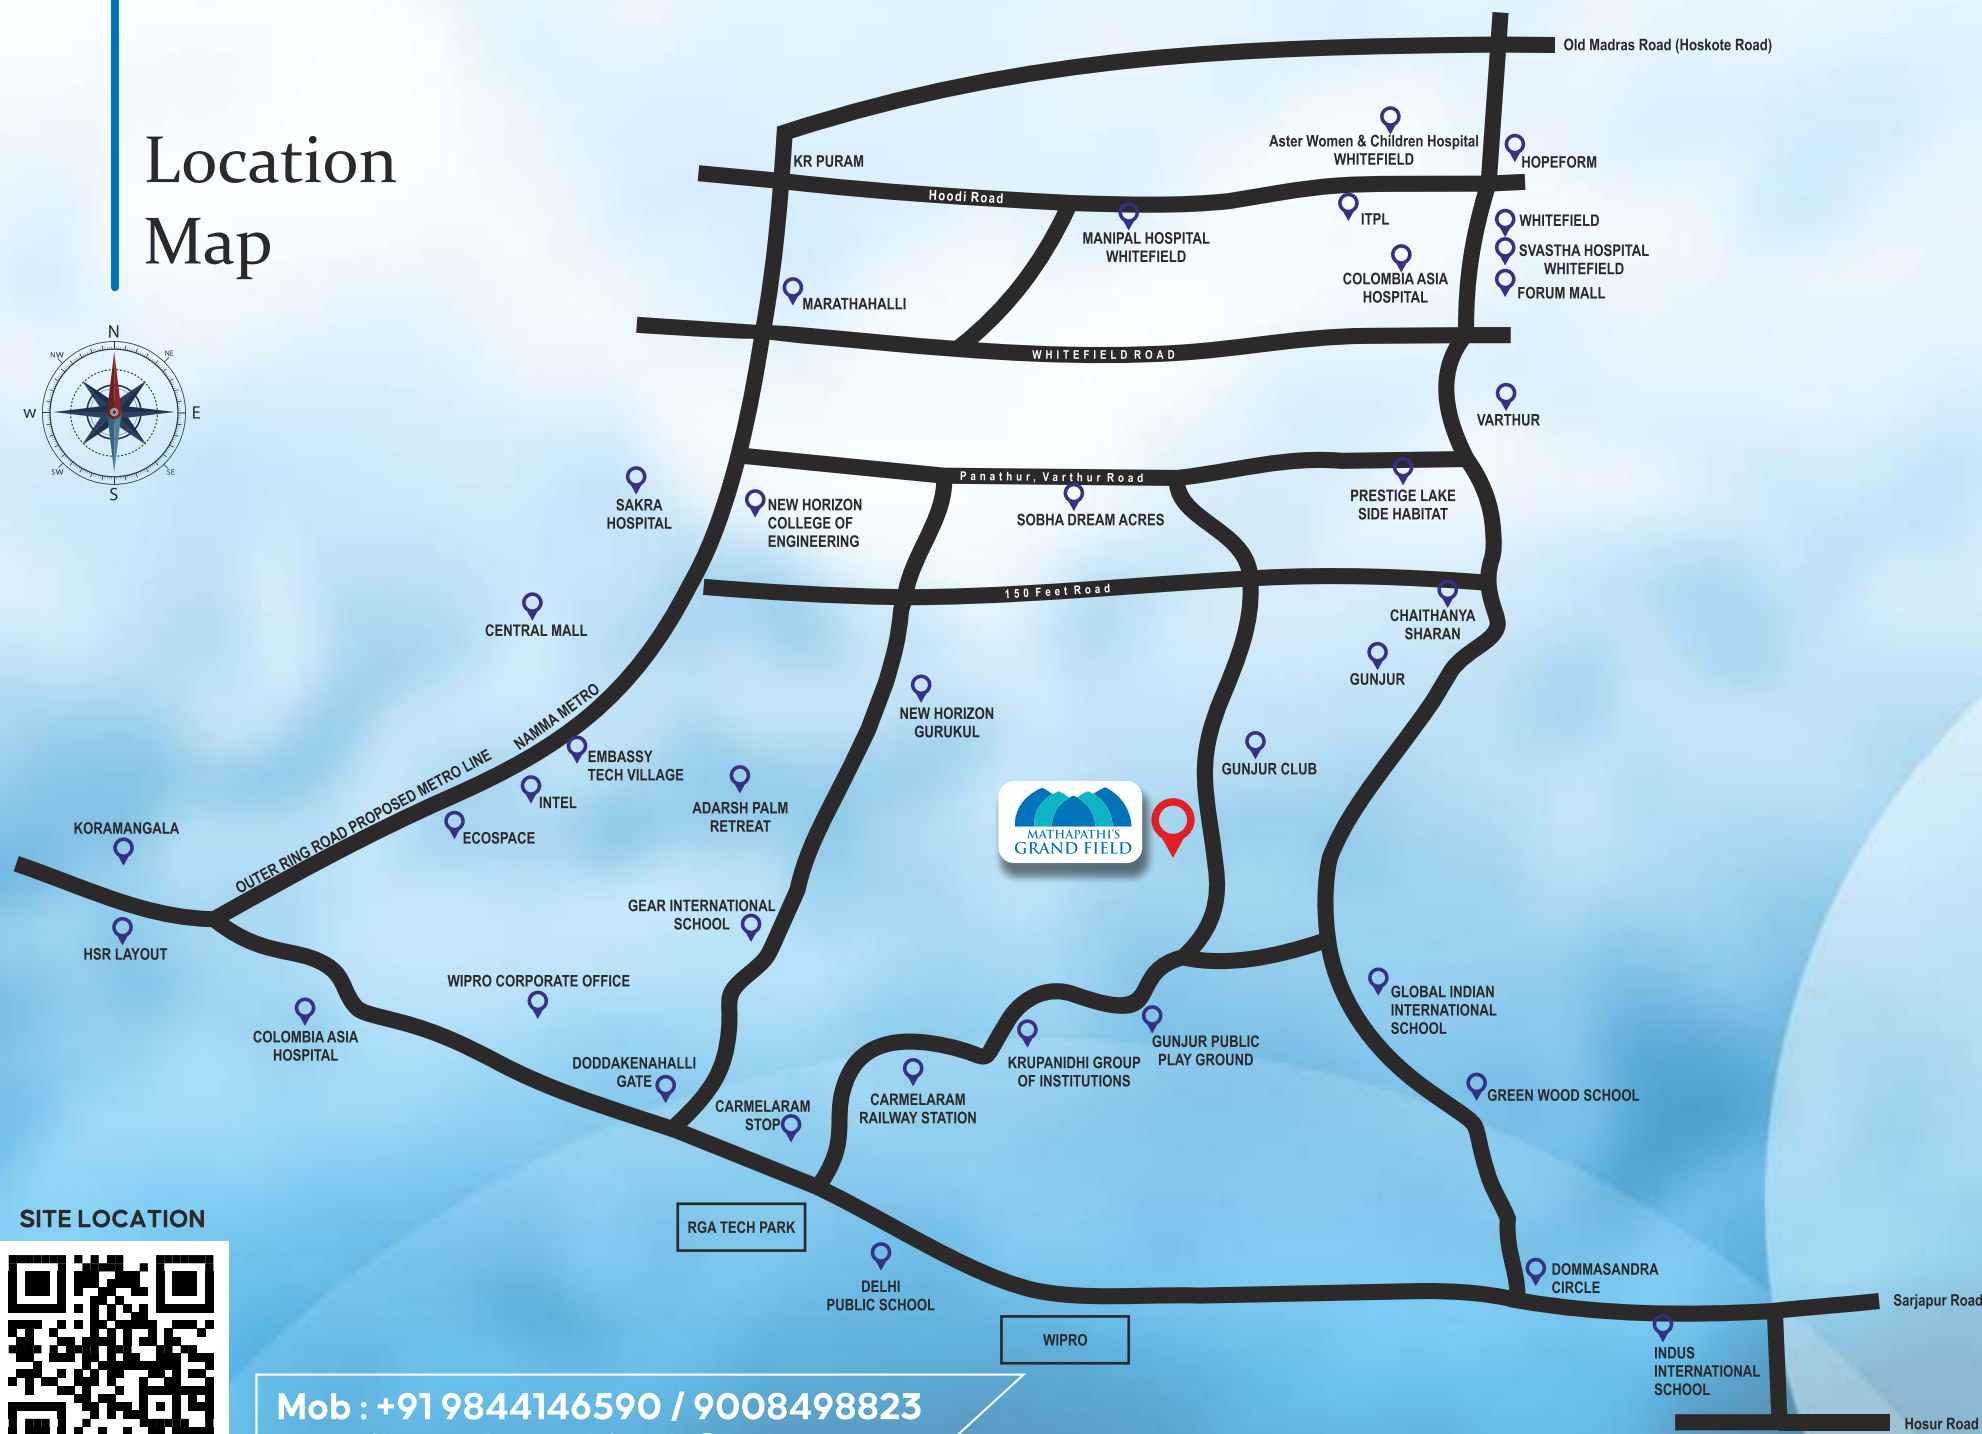 Location
Map
N
NW
NE
W
E
SW
SE
S
Old Madras Road (Hoskote Road)
KR PURAM
Aster Women & Children Hospital
WHITEFIELD
HOPEFORM
Hoodi Road
MANIPAL HOSPITAL
WHITEFIELD
ITPL
WHITEFIELD
SVASTHA HOSPITAL
WHITEFIELD
COLOMBIA ASIA
HOSPITAL
FORUM MALL
MARATHAHALLI
WHITEFIELD ROAD
VARTHUR
Panathur, Varthur Road
SAKRA
HOSPITAL
NEW HORIZON
COLLEGE OF
ENGINEERING
SOBHA DREAM ACRES
PRESTIGE LAKE
SIDE HABITAT
150 Feet Road
CENTRAL MALL
CHAITHANYA
SHARAN
GUNJUR
NEW HORIZON
GURUKUL
OUTER RING ROAD PROPOSED METRO LINE
NAMMA METRO
EMBASSY
TECH VILLAGE
INTEL
ECOSPACE
ADARSH PALM
RETREAT
GUNJUR CLUB
MATHAPATHI'S
GRAND FIELD
KORAMANGALA
HSR LAYOUT
GEAR INTERNATIONAL
SCHOOL
WIPRO CORPORATE OFFICE
COLOMBIA ASIA
HOSPITAL
DODDAKENAHALLI
GATE
CARMELARAM
STOP
CARMELARAM
RAILWAY STATION
KRUPANIDHI GROUP
OF INSTITUTIONS
GUNJUR PUBLIC
PLAY GROUND
GLOBAL INDIAN
INTERNATIONAL
SCHOOL
GREEN WOOD SCHOOL
RGA TECH PARK
DELHI
PUBLIC SCHOOL
WIPRO
DOMMASANDRA
CIRCLE
Sarjapur Road
INDUS
INTERNATIONAL
SCHOOL
Hosur Road
SITE LOCATION
Mob : +91 9844146590 / 9008498823